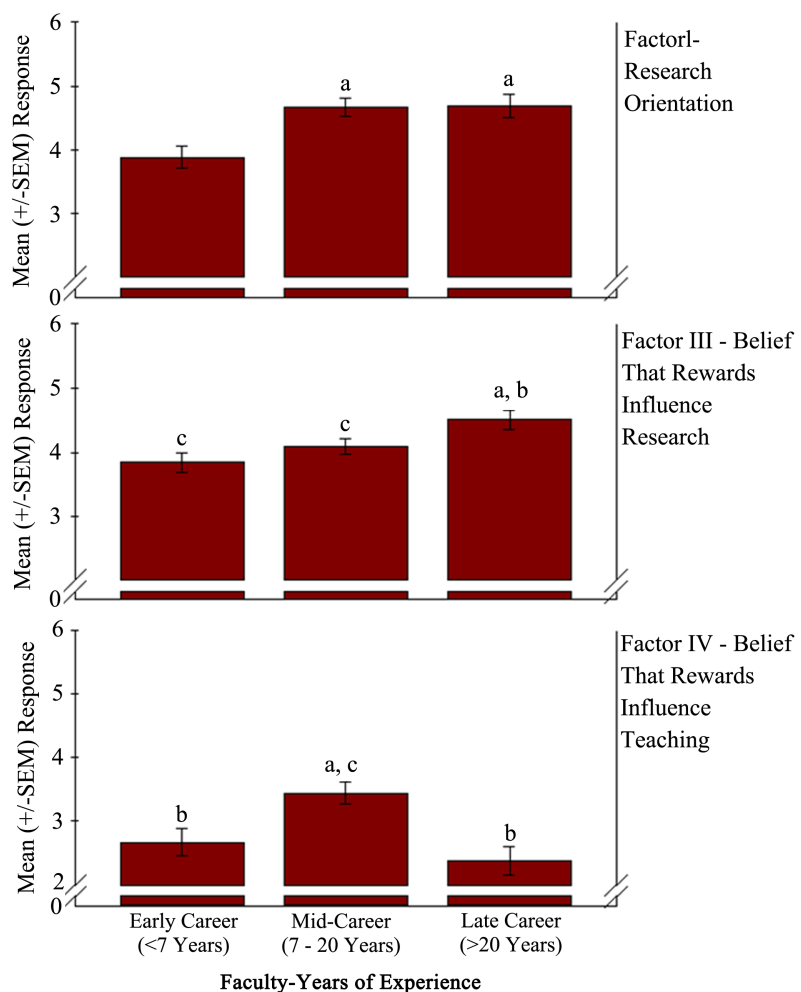 6
5
4
3
0
Mean (+/-SEM) Response
a
a
FactorI-
Research
Orientation
6
5
4
3
0
Mean (+/-SEM) Response
c
c
a, b
Factor III - Belief
That Rewards
Influence
Research
6
5
4
3
2
0
Mean (+/-SEM) Response
b
a, c
b
Factor IV - Belief
That Rewards
Influence
Teaching
Early Career
(<7 Years)
Mid-Career
(7 - 20 Years)
Late Career
(>20 Years)
Faculty-Years of Experience